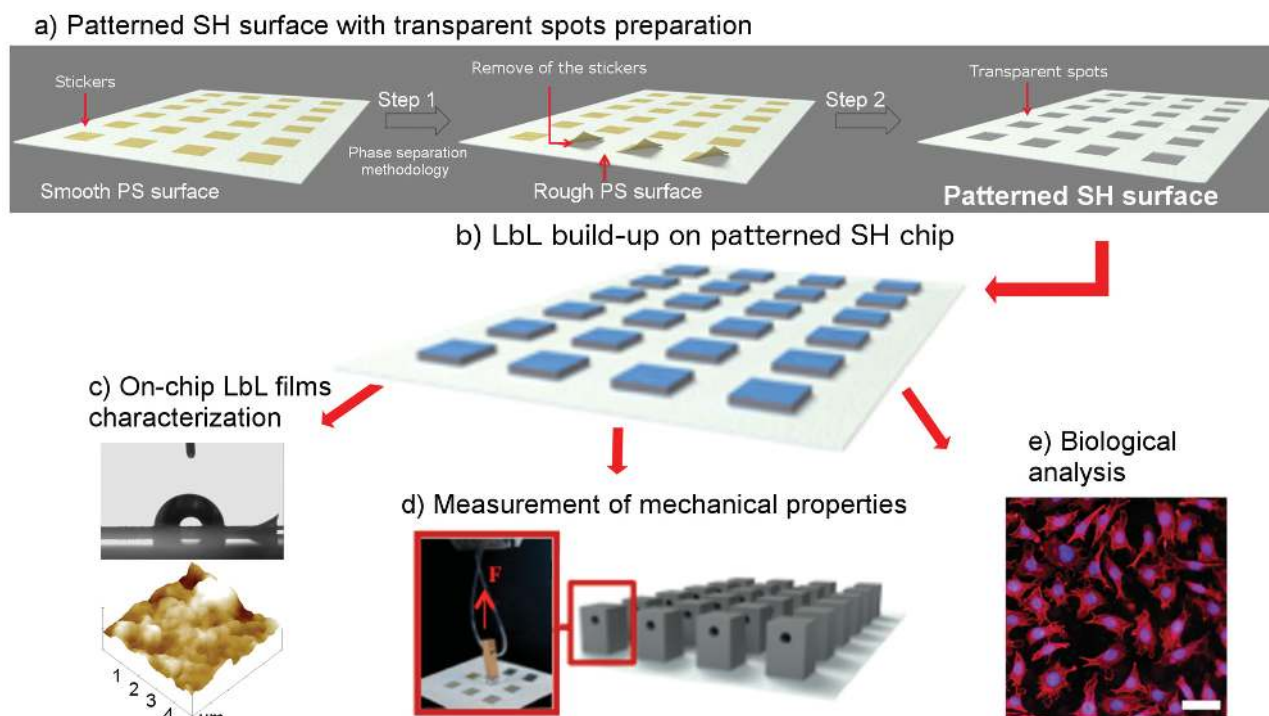 a) Patterned SH surface with transparent spots preparation
Stickers
Remove of the stickers
Transparent spots
Step 1
Step 2
Phase separation
methodology
Smooth PS surface
Rough PS surface
Patterned SH surface
b) LbL build-up on patterned SH chip
c) On-chip LbL films
characterization
e) Biological
analysis
d) Measurement of mechanical properties
F
1
2
3
4
μm